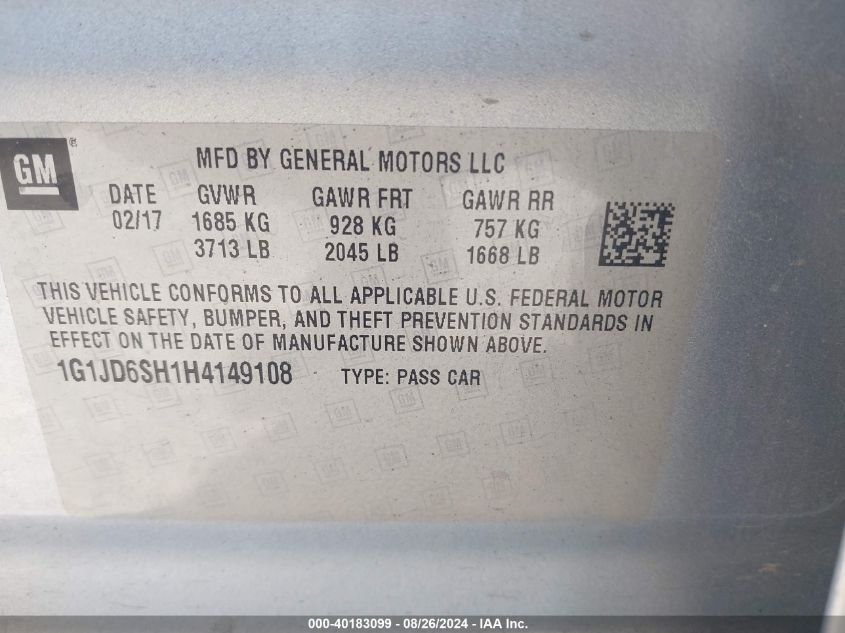 GM
MFD BY GENERAL MOTORS LLC
DATE GVWR GAWR FRT GAWR RR
02/17 1685 KG 928 KG 757 KG
3713 LB 2045 LB 1668 LB
THIS VEHICLE CONFORMS TO ALL APPLICABLE U.S. FEDERAL MOTOR
VEHICLE SAFETY, BUMPER, AND THEFT PREVENTION STANDARDS IN
EFFECT ON THE DATE OF MANUFACTURE SHOWN ABOVE.
1G1JD6SH1H4149108 TYPE: PASS CAR
000-40183099 - 08/26/2024 - IAA Inc.